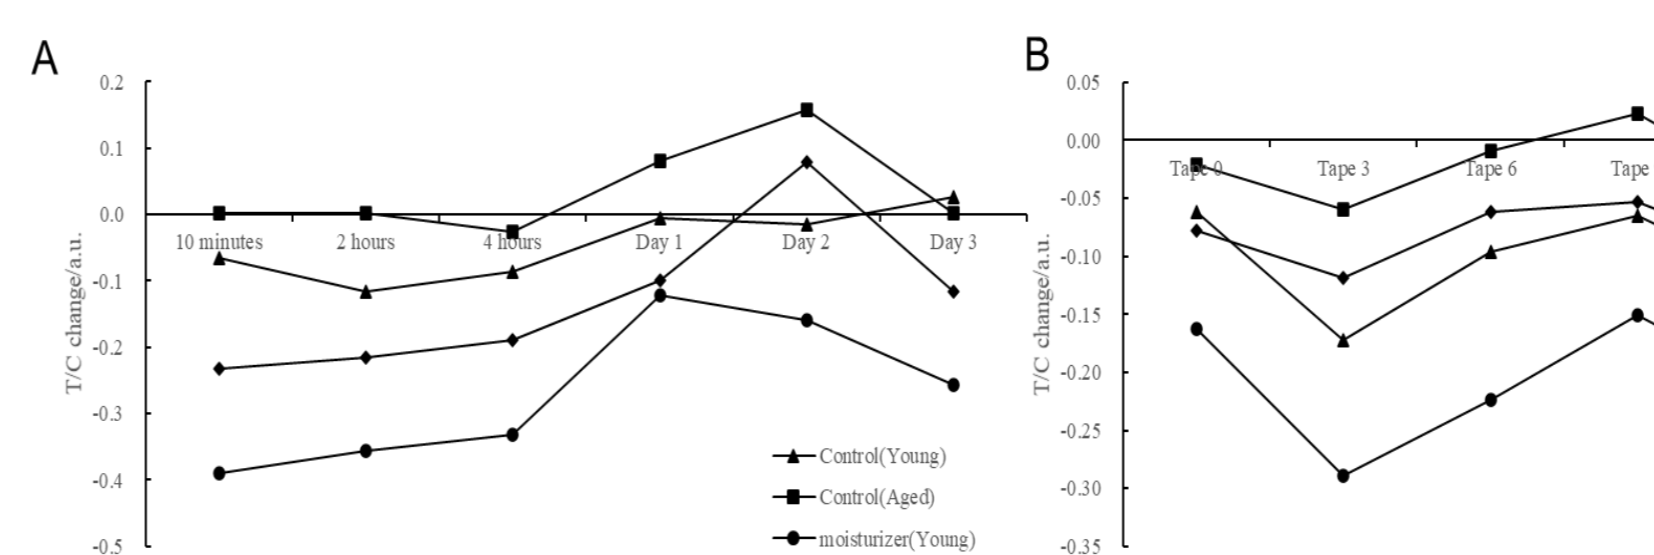 A
0.2
0.1
0.0
-0.1
-0.2
-0.3
-0.4
-0.5
T/C change/a.u.
10 minutes 2 hours 4 hours Day 1 Day 2 Day 3
Control(Young)
Control(Aged)
moisturizer(Young)
B
0.05
0.00
-0.05
-0.10
-0.15
-0.20
-0.25
-0.30
-0.35
T/C change/a.u.
Tape 0 Tape 3 Tape 6 Tape